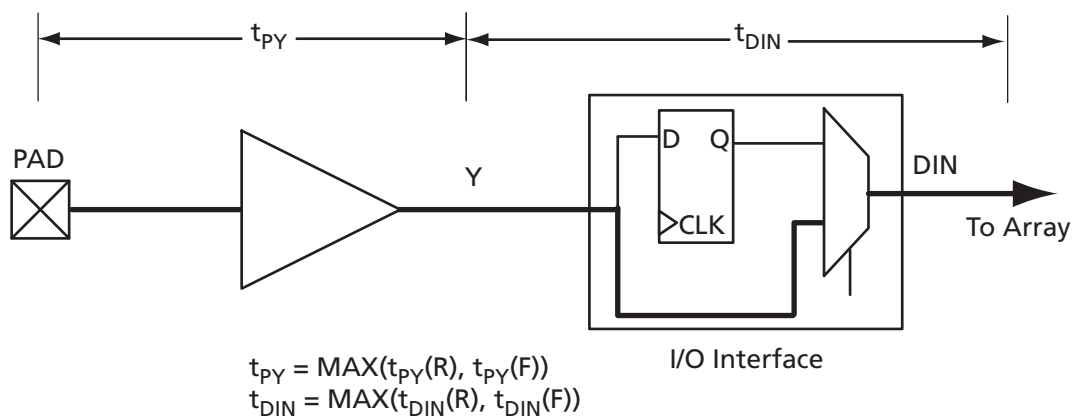 t_PY t_DIN
PAD
Y
D Q
CLK
DIN
To Array
I/O Interface
t_PY = MAX(t_PY(R), t_PY(F))
t_DIN = MAX(t_DIN(R), t_DIN(F))